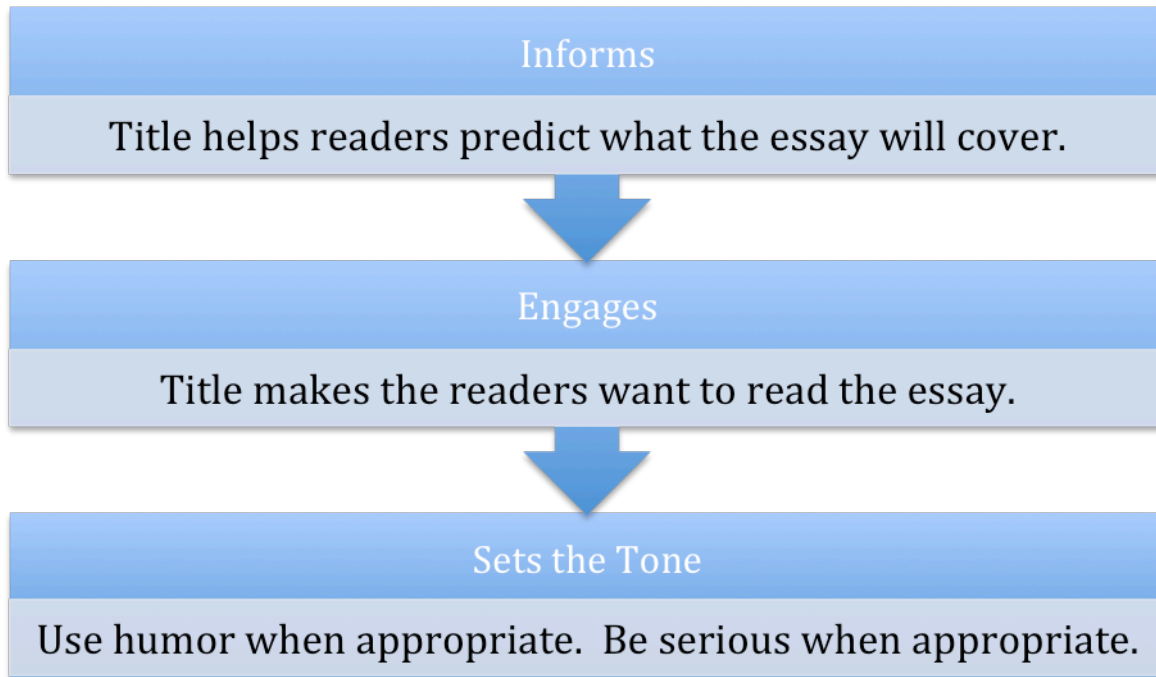 Informs
Title helps readers predict what the essay will cover.
Engages
Title makes the readers want to read the essay.
Sets the Tone
Use humor when appropriate.  Be serious when appropriate.